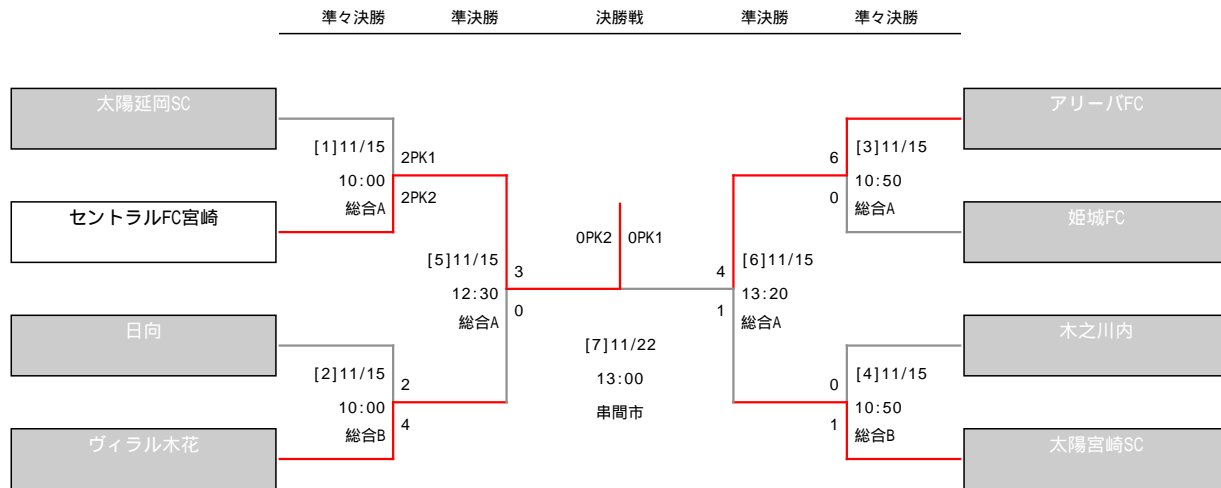 準々決勝 準決勝 決勝戦 準決勝 準々決勝
太陽延岡SC
アリーバFC
[1]11/15
2PK1
10:00
2PK2
総合A
6
[3]11/15
10:50
0
総合A
セントラルFC宮崎
姫城FC
0PK2 0PK1
[5]11/15
3
12:30
0
総合A
4
[6]11/15
13:20
1
総合A
日向
木之川内
[7]11/22
13:00
串間市
[2]11/15
2
10:00
4
総合B
0
[4]11/15
10:50
1
総合B
ヴィラル木花
太陽宮崎SC